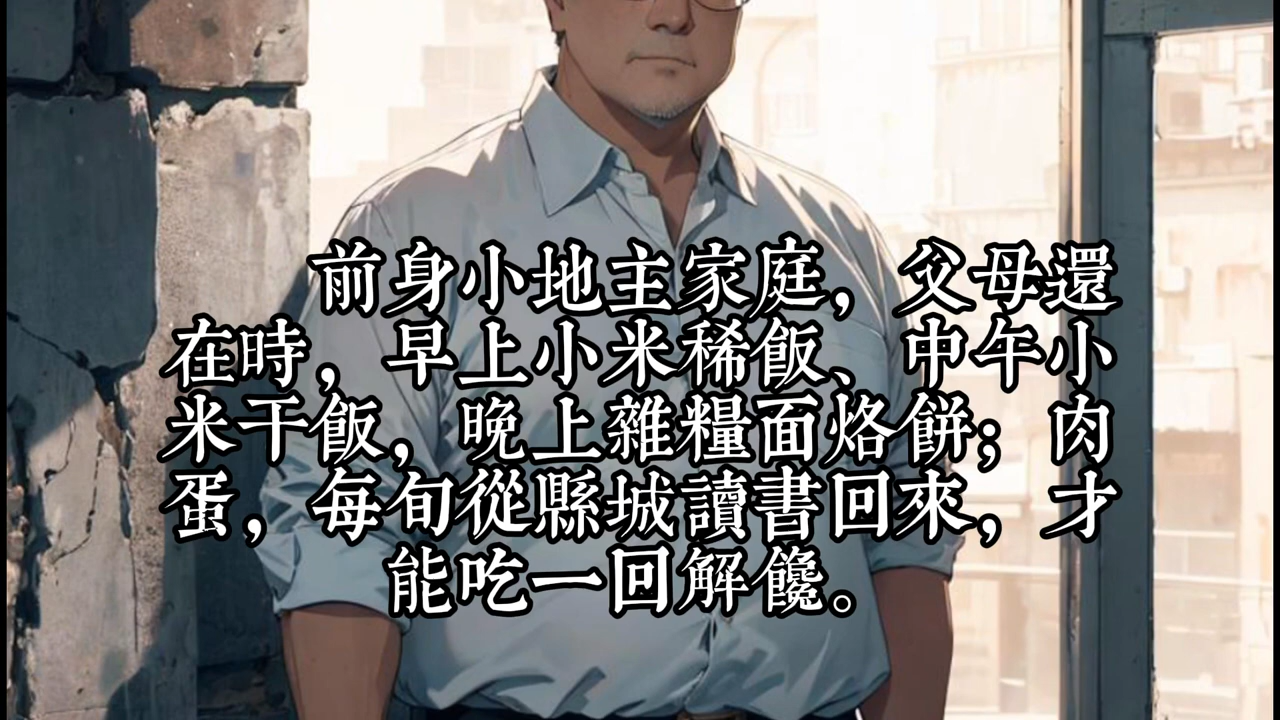 前身小地主家庭，父母還
在時，早上小米稀飯、中午小
米干飯，晚上雜糧面烙餅；肉
蛋，每旬從縣城讀書回來，才
能吃一回解饞。